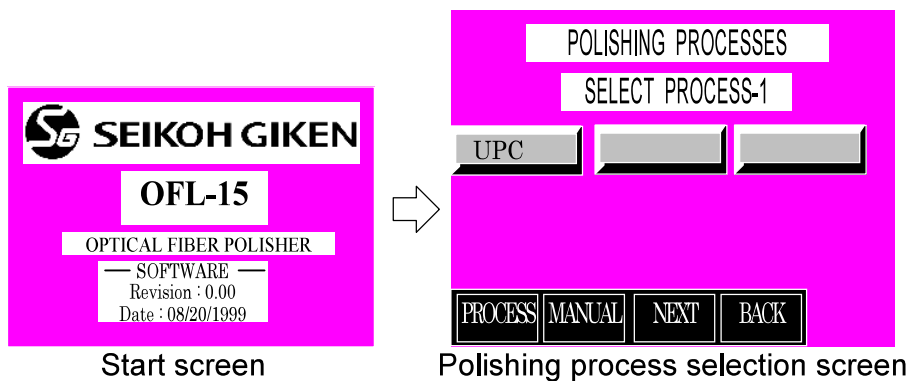 SG SEIKOH GIKEN
OFL-15
OPTICAL FIBER POLISHER
SOFTWARE
Revision : 0.00
Date : 08/20/1999
Start screen
POLISHING PROCESSES
SELECT PROCESS-1
UPC
PROCESS MANUAL NEXT BACK
Polishing process selection screen